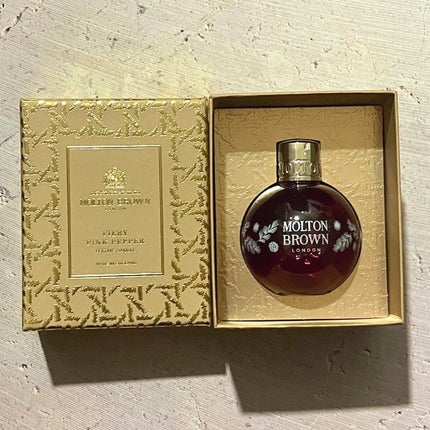 MOLTON BROWN
LONDON
FIERY
PINK PEPPER
MOLTON
BROWN
LONDON